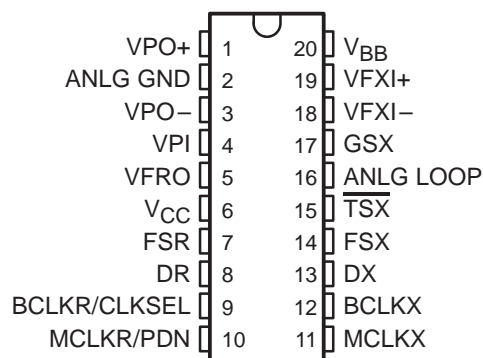 VPO+ 1 20 VBB
ANLG GND 2 19 VFXI+
VPO− 3 18 VFXI−
VPI 4 17 GSX
VFRO 5 16 ANLG LOOP
VCC 6 15 TSX
FSR 7 14 FSX
DR 8 13 DX
BCLKR/CLKSEL 9 12 BCLKX
MCLKR/PDN 10 11 MCLKX